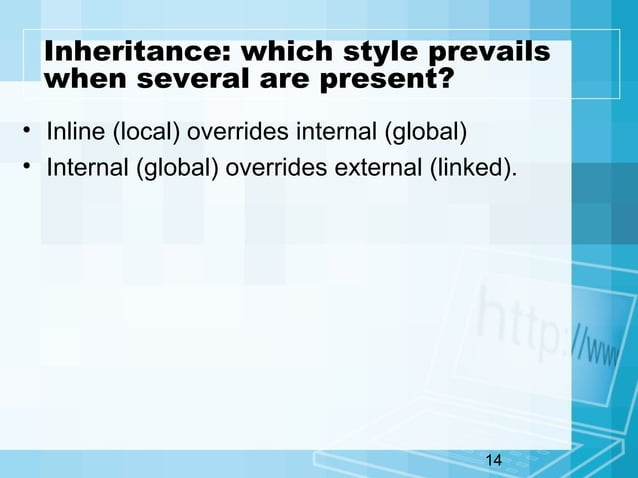 Inheritance: which style prevails
when several are present?
• Inline (local) overrides internal (global)
• Internal (global) overrides external (linked).
http://www
14